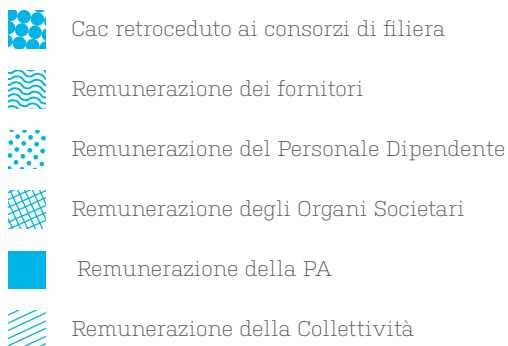 Cac retroceduto ai consorzi di filiera
Remunerazione dei fornitori
Remunerazione del Personale Dipendente
Remunerazione degli Organi Societari
Remunerazione della PA
Remunerazione della Collettività